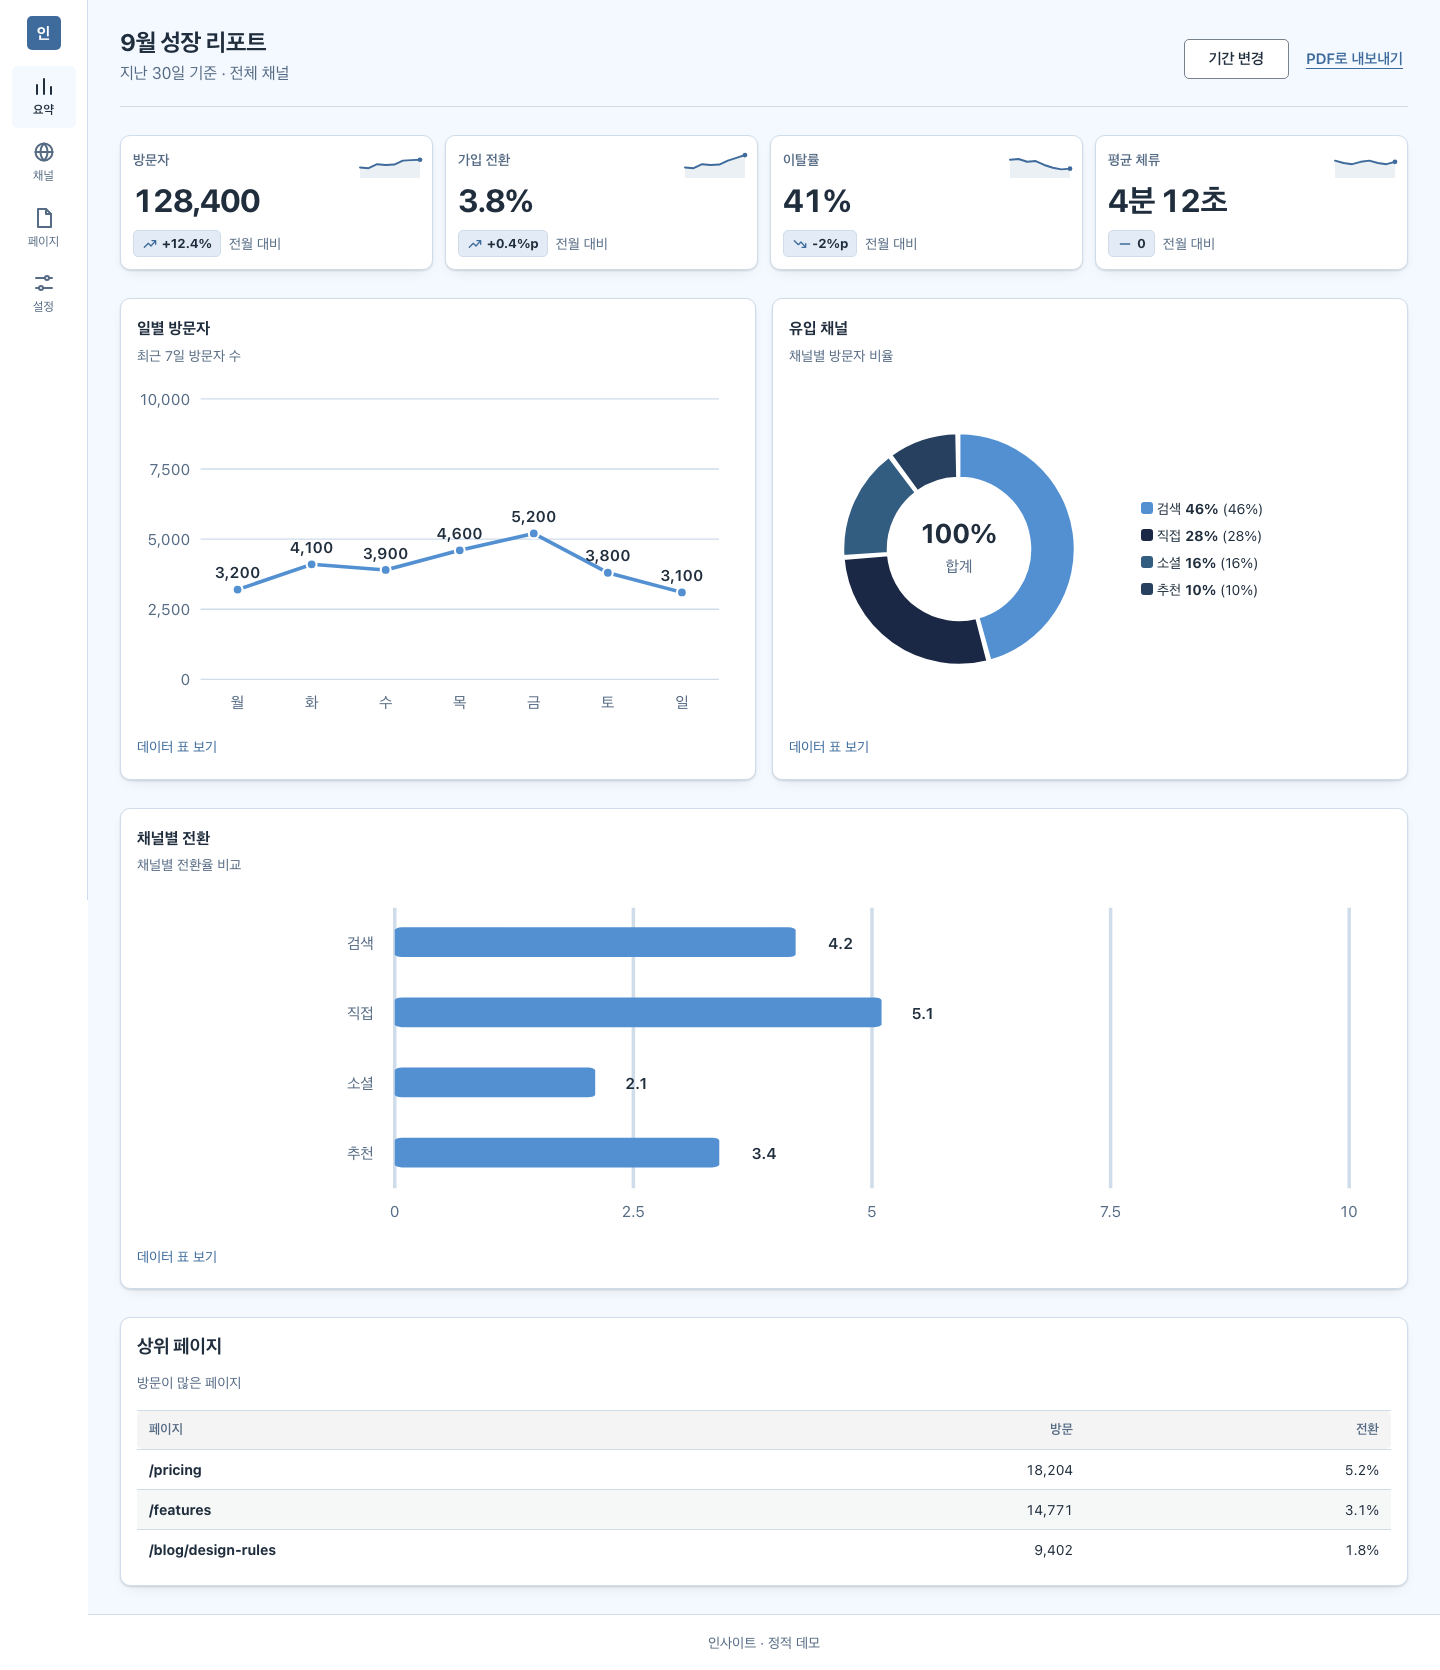 인
요약
채널
페이지
설정
9월 성장 리포트
지난 30일 기준 · 전체 채널
기간 변경
PDF로 내보내기
방문자
128,400
+12.4% 전월 대비
가입 전환
3.8%
+0.4%p 전월 대비
이탈률
41%
-2%p 전월 대비
평균 체류
4분 12초
0 전월 대비
일별 방문자
최근 7일 방문자 수
10,000
7,500
5,000
2,500
0
3,200
4,100
3,900
4,600
5,200
3,800
3,100
월 화 수 목 금 토 일
데이터 표 보기
유입 채널
채널별 방문자 비율
100%
합계
검색 46% (46%)
직접 28% (28%)
소셜 16% (16%)
추천 10% (10%)
데이터 표 보기
채널별 전환
채널별 전환율 비교
검색 4.2
직접 5.1
소셜 2.1
추천 3.4
0 2.5 5 7.5 10
데이터 표 보기
상위 페이지
방문이 많은 페이지
페이지 방문 전환
/pricing 18,204 5.2%
/features 14,771 3.1%
/blog/design-rules 9,402 1.8%
인사이트 · 정적 데모